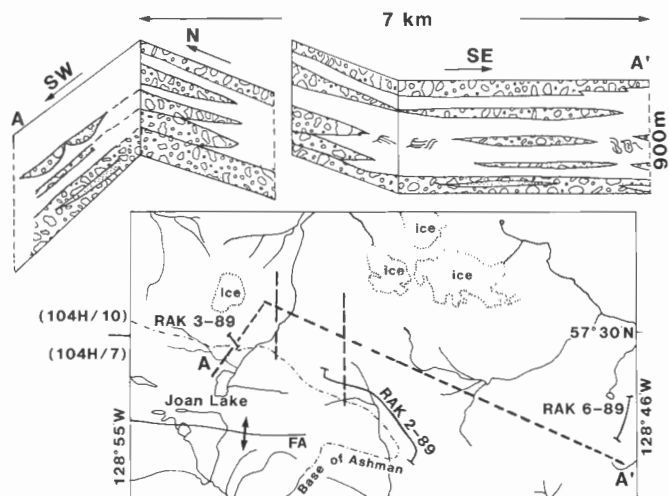 7 km
N
SW
A
SE
A'
900m
ice
ice
ice
Ice
(104H/10)
RAK 3-89
57°30'N
(104H/7)
A
Joan Lake
RAK 2-89
RAK 6-89
128°46'W
128°55'W
FA
Base of Ashman
A'